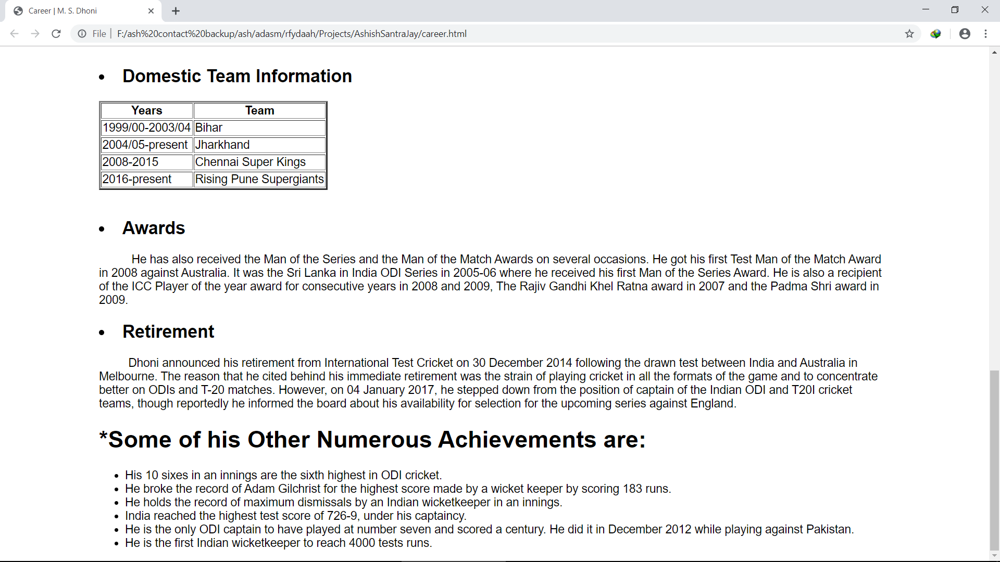 Career | M. S. Dhoni
File | F:/ash%20contact%20backup/ash/adasm/rfydaah/Projects/AshishSantraJay/career.html
• Domestic Team Information
Years Team
1999/00-2003/04 Bihar
2004/05-present Jharkhand
2008-2015 Chennai Super Kings
2016-present Rising Pune Supergiants
• Awards
He has also received the Man of the Series and the Man of the Match Awards on several occasions. He got his first Test Man of the Match Award
in 2008 against Australia. It was the Sri Lanka in India ODI Series in 2005-06 where he received his first Man of the Series Award. He is also a recipient
of the ICC Player of the year award for consecutive years in 2008 and 2009, The Rajiv Gandhi Khel Ratna award in 2007 and the Padma Shri award in
2009.
• Retirement
Dhoni announced his retirement from International Test Cricket on 30 December 2014 following the drawn test between India and Australia in
Melbourne. The reason that he cited behind his immediate retirement was the strain of playing cricket in all the formats of the game and to concentrate
better on ODIs and T-20 matches. However, on 04 January 2017, he stepped down from the position of captain of the Indian ODI and T20I cricket
teams, though reportedly he informed the board about his availability for selection for the upcoming series against England.
*Some of his Other Numerous Achievements are:
• His 10 sixes in an innings are the sixth highest in ODI cricket.
• He broke the record of Adam Gilchrist for the highest score made by a wicket keeper by scoring 183 runs.
• He holds the record of maximum dismissals by an Indian wicketkeeper in an innings.
• India reached the highest test score of 726-9, under his captaincy.
• He is the only ODI captain to have played at number seven and scored a century. He did it in December 2012 while playing against Pakistan.
• He is the first Indian wicketkeeper to reach 4000 tests runs.